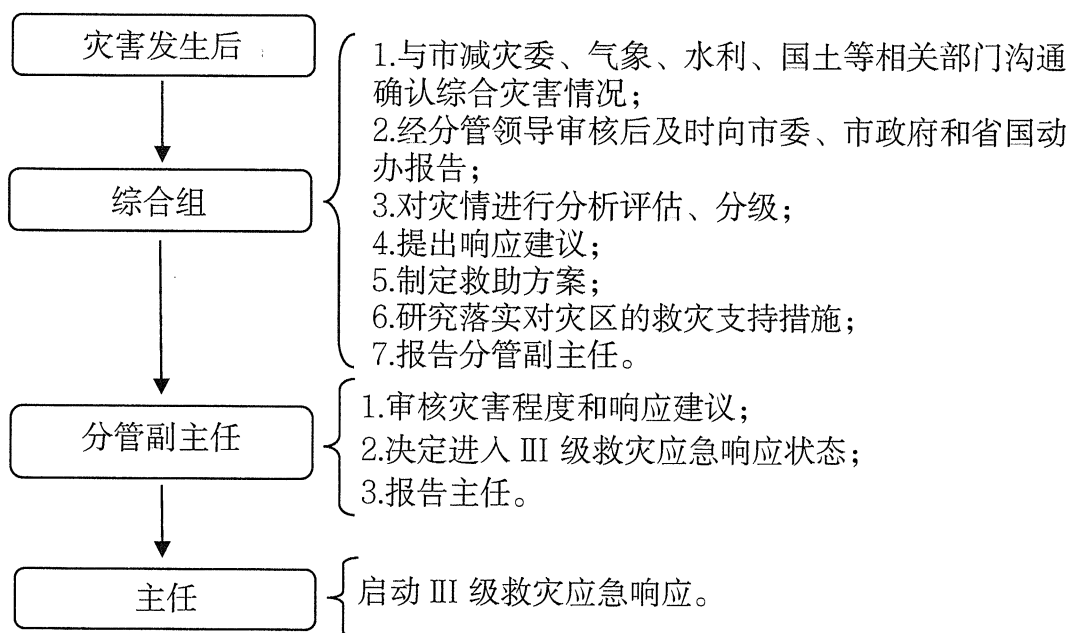 灾害发生后
1.与市减灾委、气象、水利、国土等相关部门沟通
确认综合灾害情况；
2.经分管领导审核后及时向市委、市政府和省国动
办报告；
综合组
3.对灾情进行分析评估、分级；
4.提出响应建议；
5.制定救助方案；
6.研究落实对灾区的救灾支持措施；
7.报告分管副主任。
分管副主任
1.审核灾害程度和响应建议；
2.决定进入 III 级救灾应急响应状态；
3.报告主任。
主任
启动 III 级救灾应急响应。